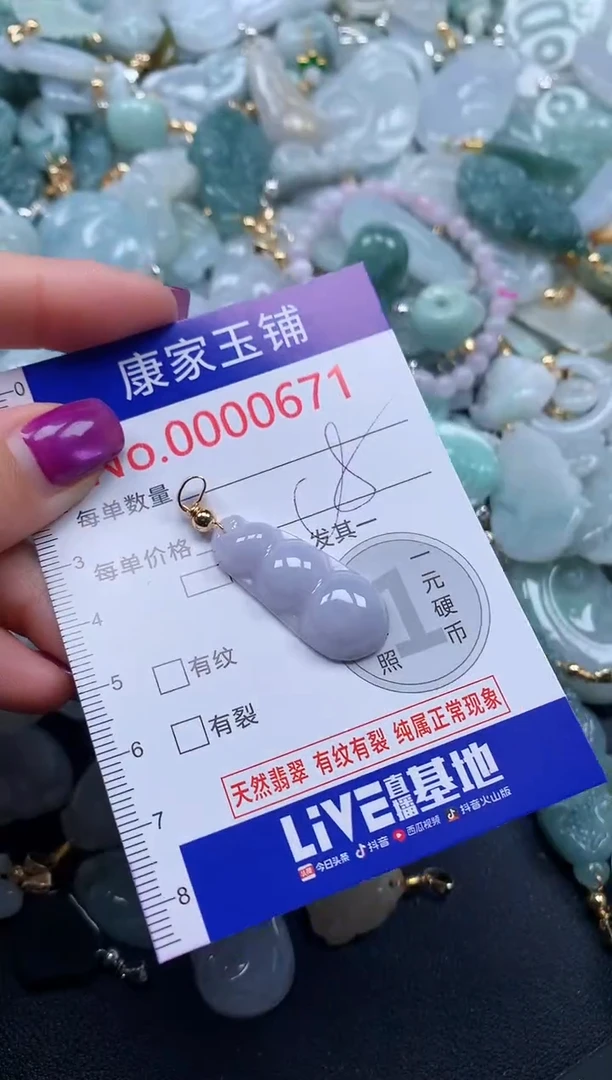 康家玉铺
No.0000671
每单数量
8
每单价格
发其一
一元硬币
1
照
有纹
有裂
天然翡翠 有纹有裂 纯属正常现象
LiVE直播基地
今日头条 抖音 西瓜视频 抖音火山版
0
3
4
5
6
7
8